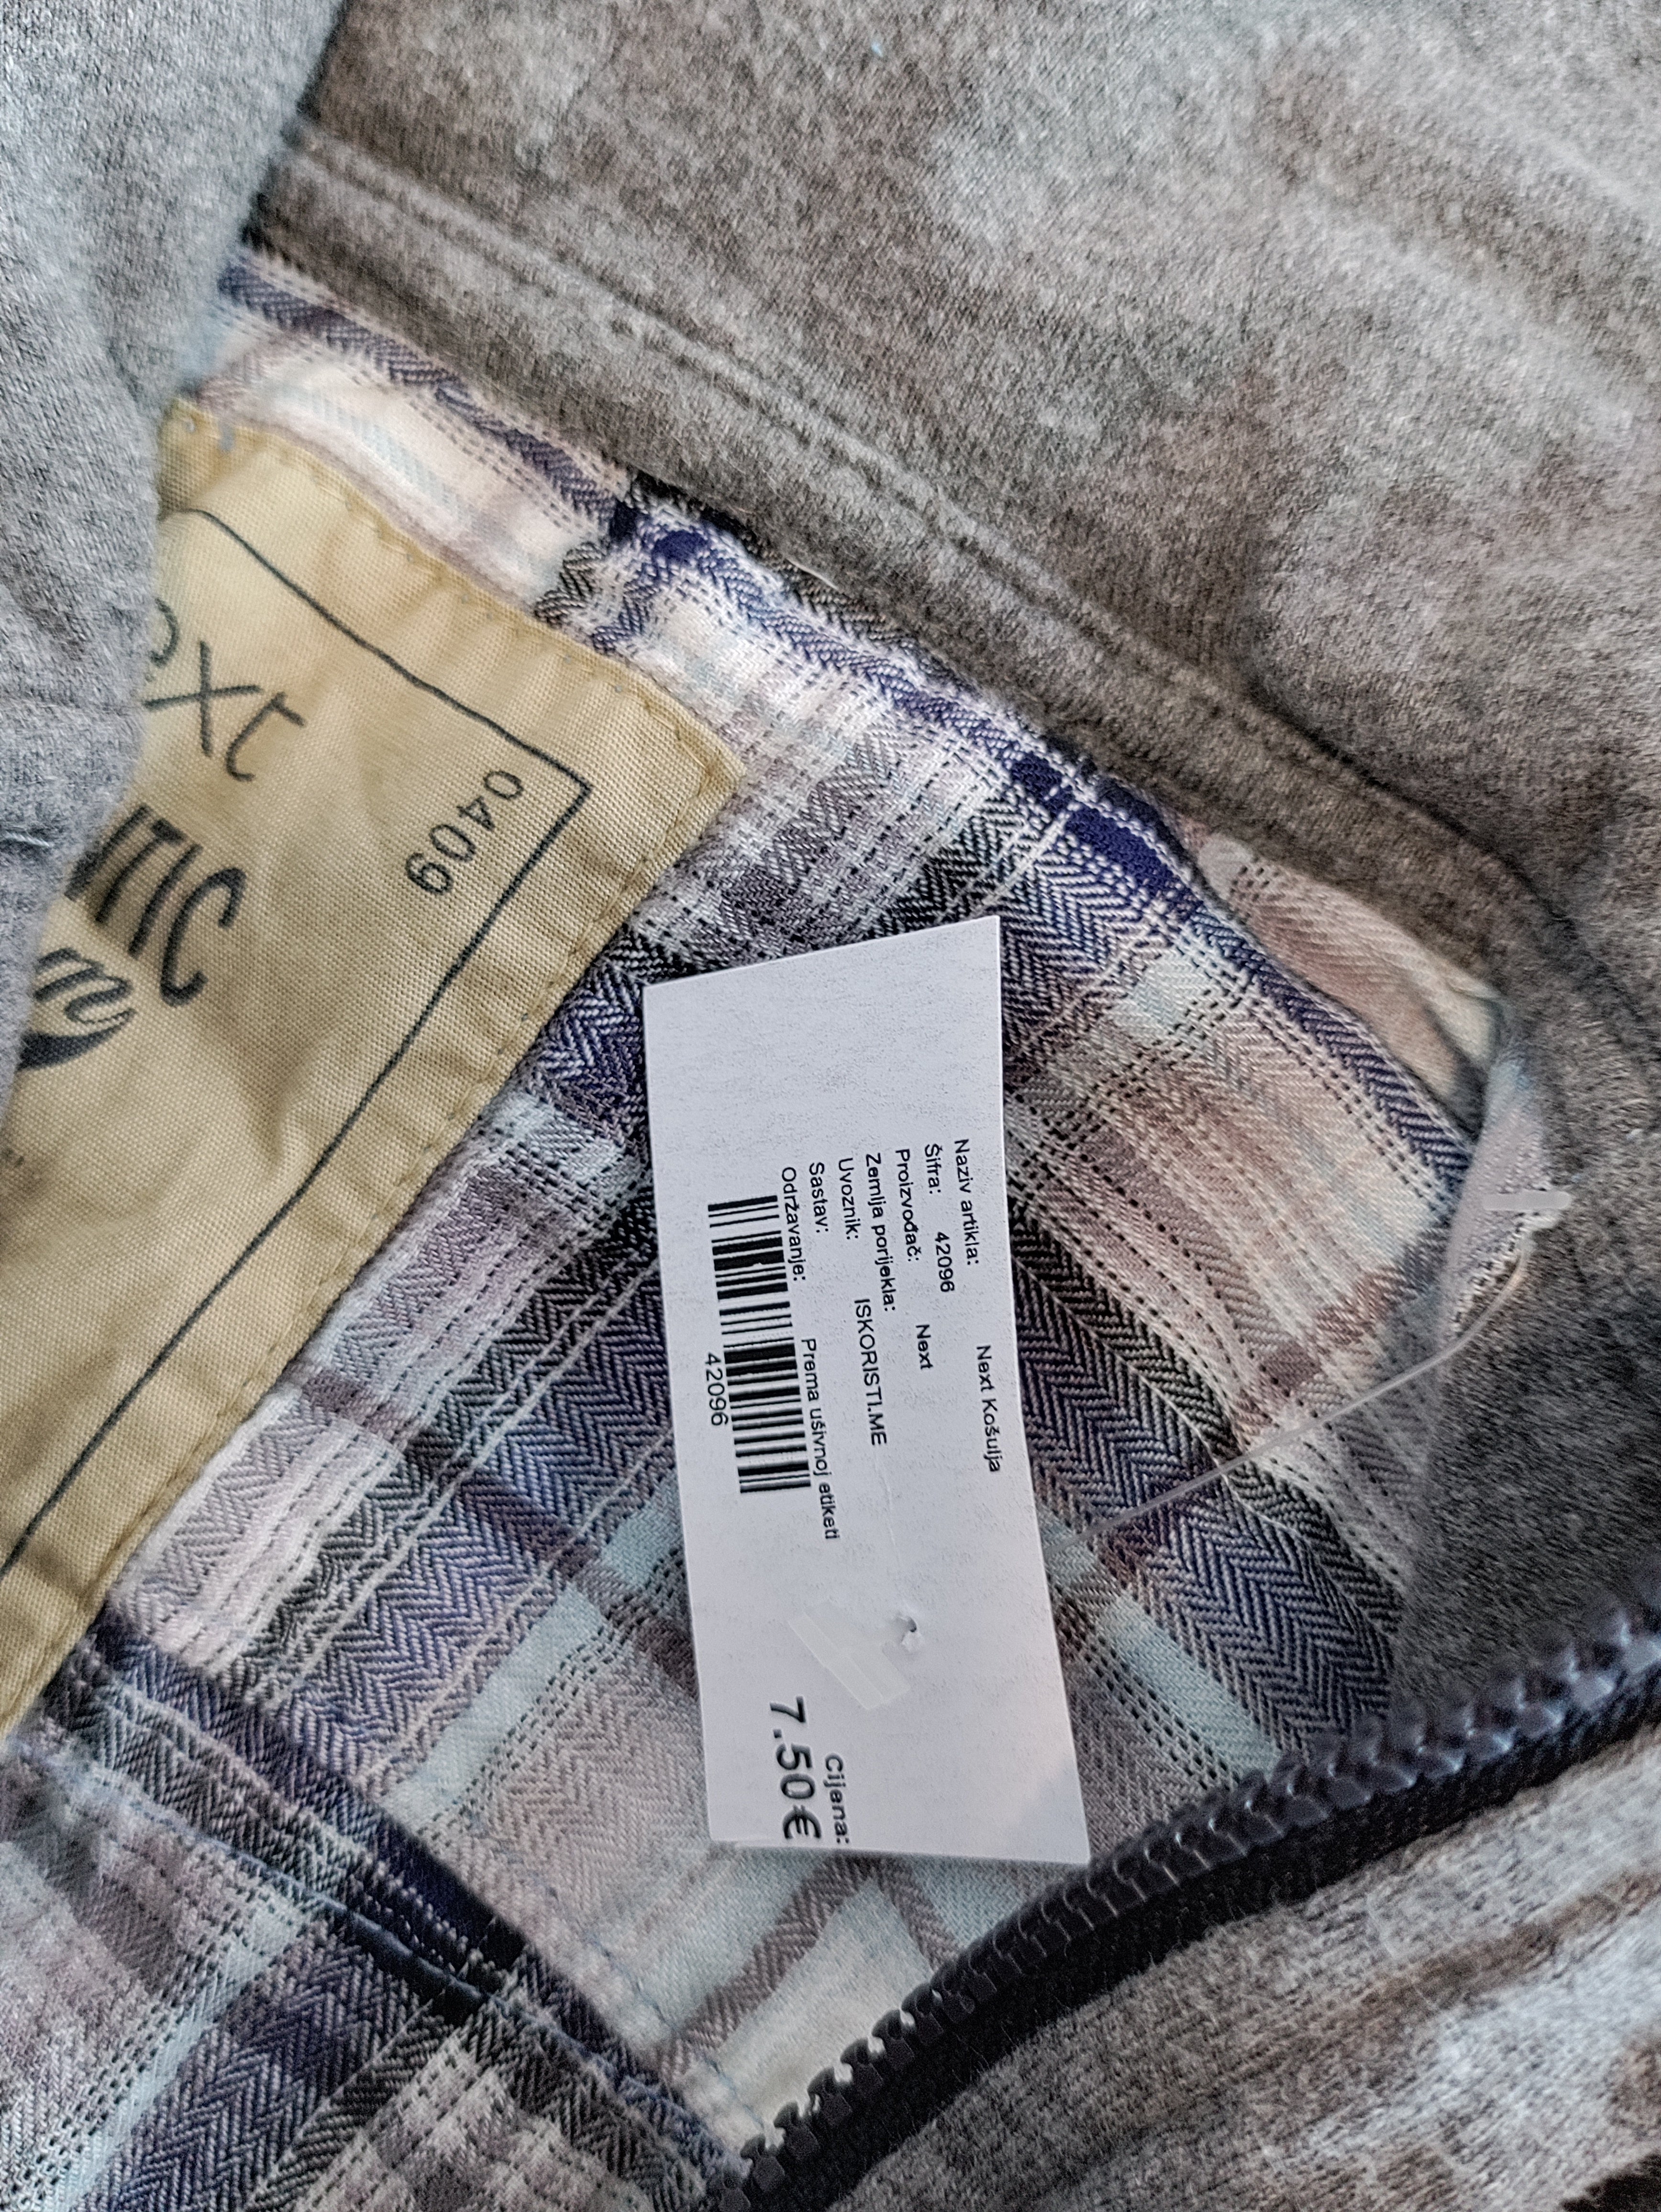 Naziv artikla: Next Košulja
Šifra: 42096
Proizvođač: Next
Zemlja porijekla:
Uvoznik: ISKORISTI.ME
Sastav:
Održavanje: Prema ušivnoj etiketi
42096
Cijena:
7.50€
0409